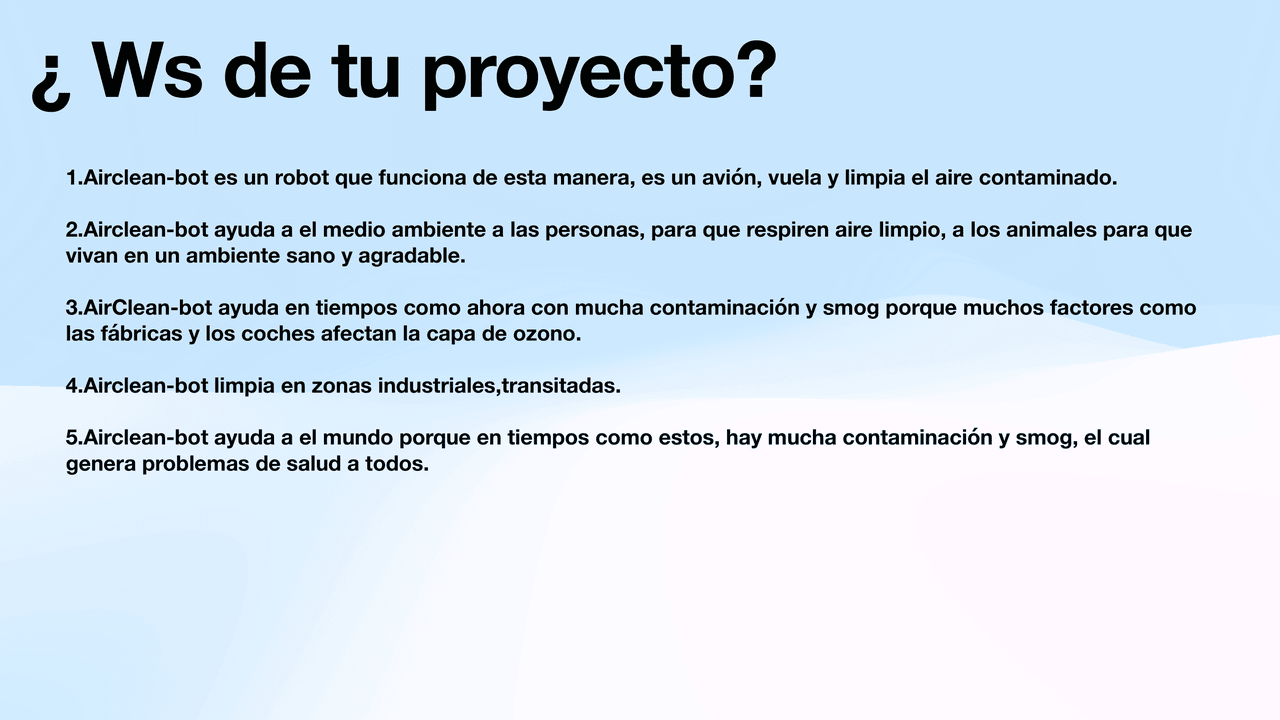 ¿ Ws de tu proyecto?
1.Airclean-bot es un robot que funciona de esta manera, es un avión, vuela y limpia el aire contaminado.
2.Airclean-bot ayuda a el medio ambiente a las personas, para que respiren aire limpio, a los animales para que
vivan en un ambiente sano y agradable.
3.AirClean-bot ayuda en tiempos como ahora con mucha contaminación y smog porque muchos factores como
las fábricas y los coches afectan la capa de ozono.
4.Airclean-bot limpia en zonas industriales,transitadas.
5.Airclean-bot ayuda a el mundo porque en tiempos como estos, hay mucha contaminación y smog, el cual
genera problemas de salud a todos.